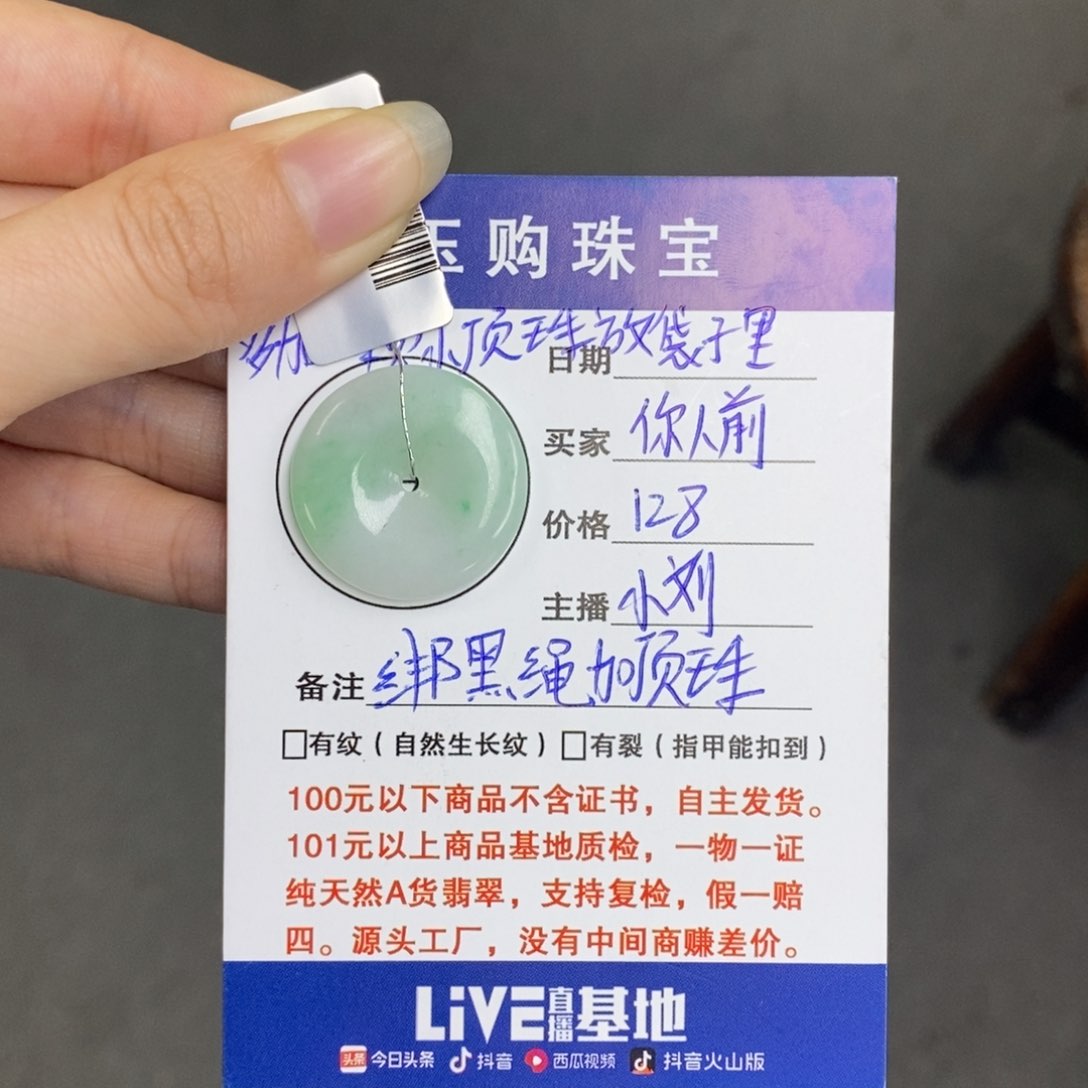 玉购珠宝
顶珠放袋子里
日期
买家 你人前
价格 128
主播 小刘
备注 绑黑绳加顶珠
□有纹（自然生长纹）□有裂（指甲能扣到）
100元以下商品不含证书，自主发货。
101元以上商品基地质检，一物一证
纯天然A货翡翠，支持复检，假一赔
四。源头工厂，没有中间商赚差价。
LiVE直播基地
头条 今日头条 抖音 西瓜视频 抖音火山版